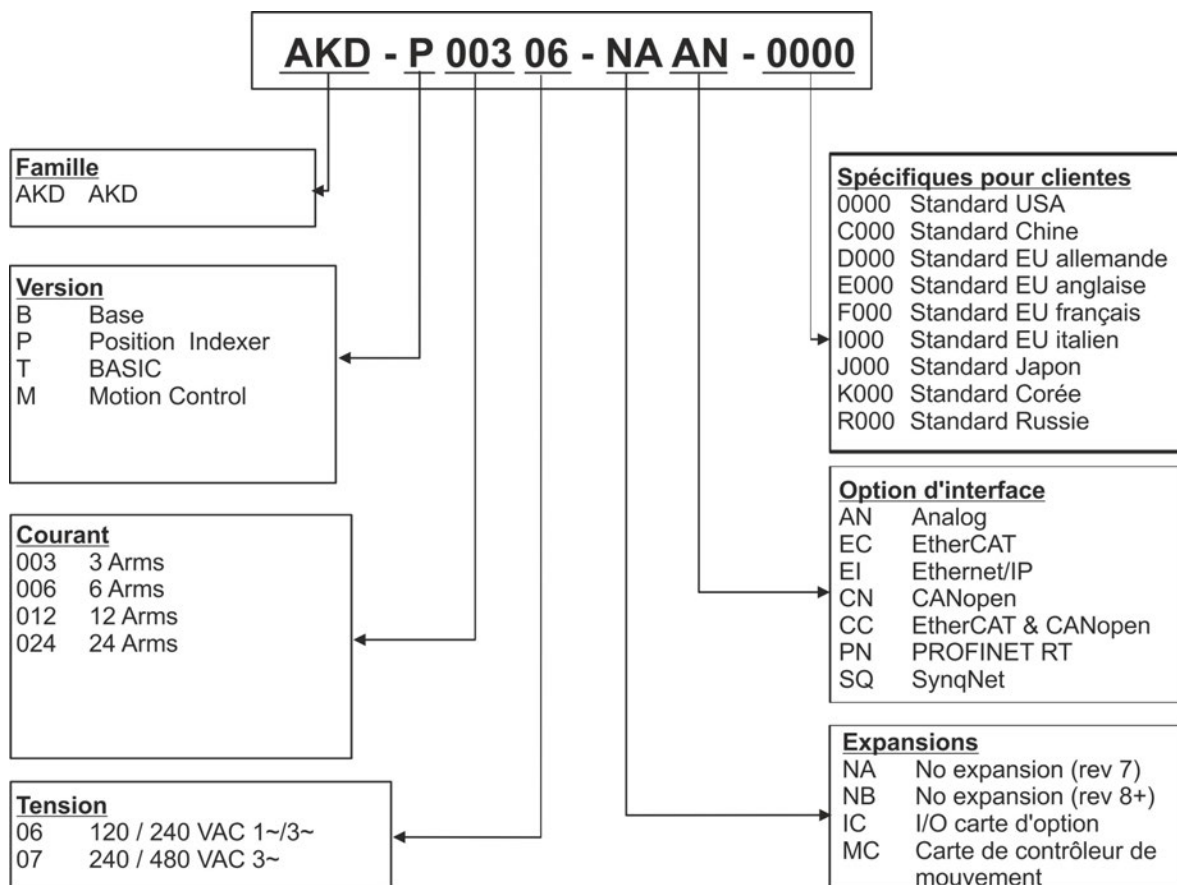 AKD - P 003 06 - NA AN - 0000
Famille
AKD AKD
Version
B Base
P Position Indexer
T BASIC
M Motion Control
Courant
003 3 Arms
006 6 Arms
012 12 Arms
024 24 Arms
Tension
06 120 / 240 VAC 1~/3~
07 240 / 480 VAC 3~
Spécifiques pour clientes
0000 Standard USA
C000 Standard Chine
D000 Standard EU allemande
E000 Standard EU anglaise
F000 Standard EU français
I000 Standard EU italien
J000 Standard Japon
K000 Standard Corée
R000 Standard Russie
Option d'interface
AN Analog
EC EtherCAT
EI Ethernet/IP
CN CANopen
CC EtherCAT & CANopen
PN PROFINET RT
SQ SynqNet
Expansions
NA No expansion (rev 7)
NB No expansion (rev 8+)
IC I/O carte d'option
MC Carte de contrôleur de
mouvement